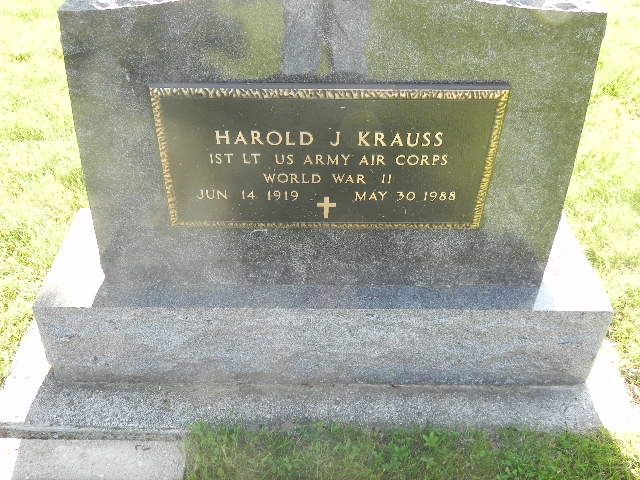 HAROLD J KRAUSS
1ST LT US ARMY AIR CORPS
WORLD WAR II
JUN 14 1919 MAY 30 1988